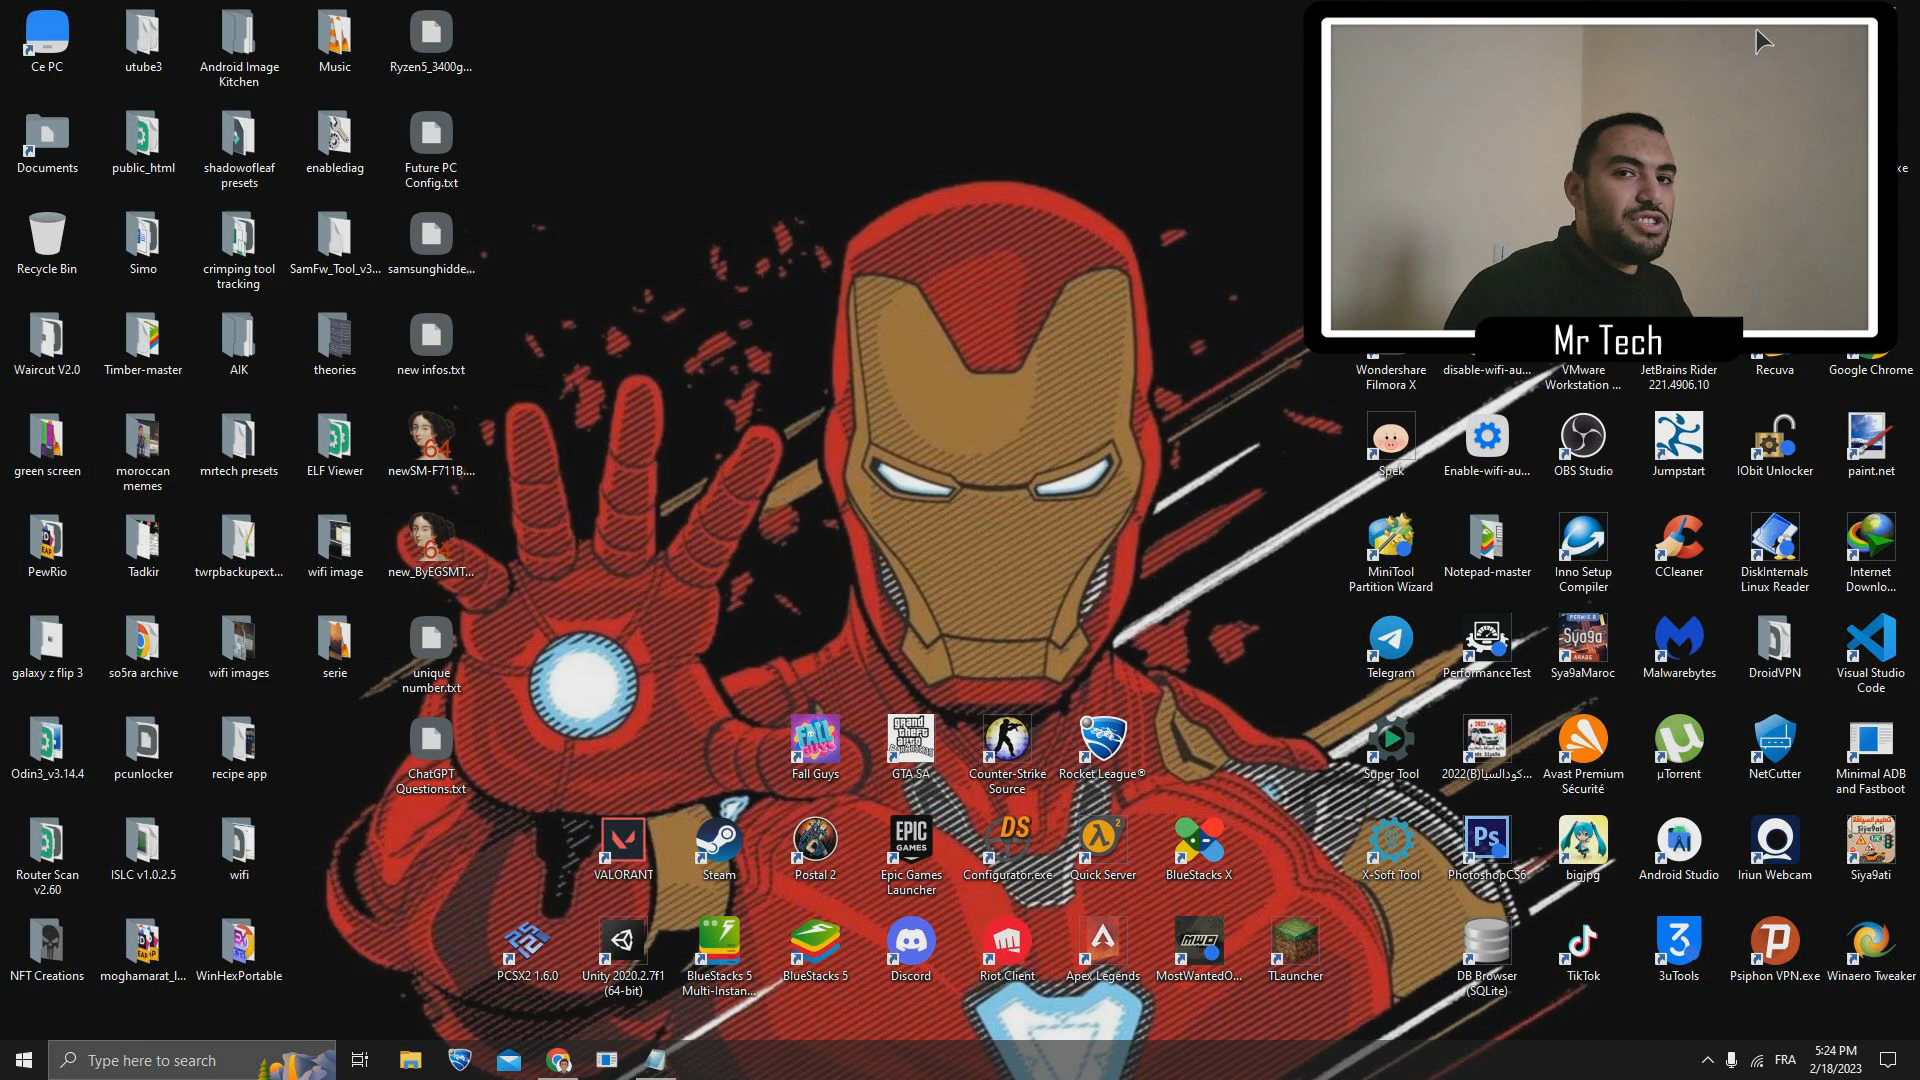 Ce PC
utube3
Android Image
Kitchen
Music
Ryzen5_3400g...
Documents
public_html
shadowofleaf
presets
enablediag
Future PC
Config.txt
Recycle Bin
Simo
crimping tool
tracking
SamFw_Tool_v3...
samsunghidde...
Waircut V2.0
Timber-master
AIK
theories
new infos.txt
green screen
moroccan
memes
mrtech presets
ELF Viewer
newSM-F711B....
PewRio
Tadkir
twrpbackupext...
wifi image
new_ByEGSMT...
galaxy z flip 3
so5ra archive
wifi images
serie
unique
number.txt
Odin3_v3.14.4
pcunlocker
recipe app
ChatGPT
Questions.txt
Router Scan
v2.60
ISLC v1.0.2.5
wifi
NFT Creations
moghamarat_l...
WinHexPortable
Fall Guys
GTA SA
Counter-Strike
Source
Rocket League®
VALORANT
Steam
Postal 2
Epic Games
Launcher
Configurator.exe
Quick Server
BlueStacks X
PCSX2 1.6.0
Unity 2020.2.7f1
(64-bit)
BlueStacks 5
Multi-Instan...
BlueStacks 5
Discord
Riot Client
Apex Legends
MostWantedO...
TLauncher
Mr Tech
xe
Wondershare
Filmora X
disable-wifi-au...
VMware
Workstation ...
JetBrains Rider
221.4906.10
Recuva
Google Chrome
Spek
Enable-wifi-au...
OBS Studio
Jumpstart
IObit Unlocker
paint.net
MiniTool
Partition Wizard
Notepad-master
Inno Setup
Compiler
CCleaner
DiskInternals
Linux Reader
Internet
Downlo...
Telegram
PerformanceTest
Sya9aMaroc
Malwarebytes
DroidVPN
Visual Studio
Code
Super Tool
كودالسيا2022(B)...
Avast Premium
Sécurité
µTorrent
NetCutter
Minimal ADB
and Fastboot
X-Soft Tool
PhotoshopCS6
bigjpg
Android Studio
Iriun Webcam
Siya9ati
DB Browser
(SQLite)
TikTok
3uTools
Psiphon VPN.exe
Winaero Tweaker
Type here to search
FRA
5:24 PM
2/18/2023